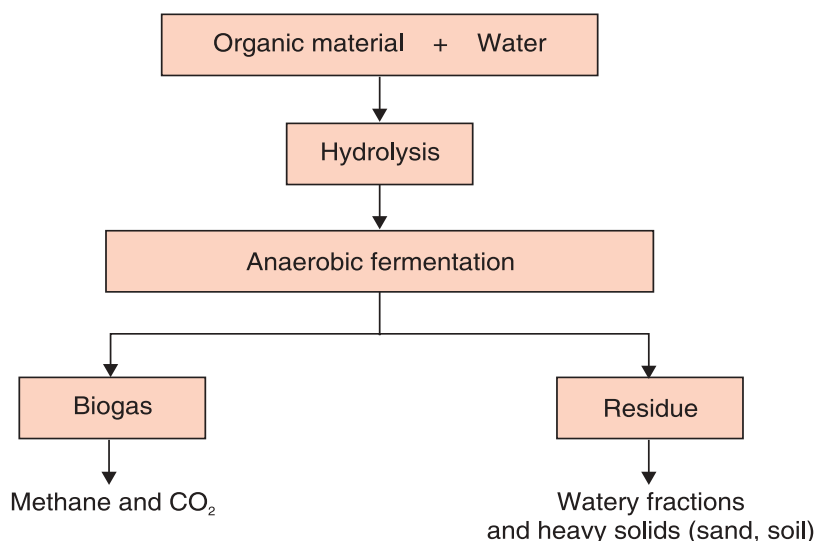 Organic material + Water
Hydrolysis
Anaerobic fermentation
Biogas
Residue
Methane and CO₂
Watery fractions
and heavy solids (sand, soil)